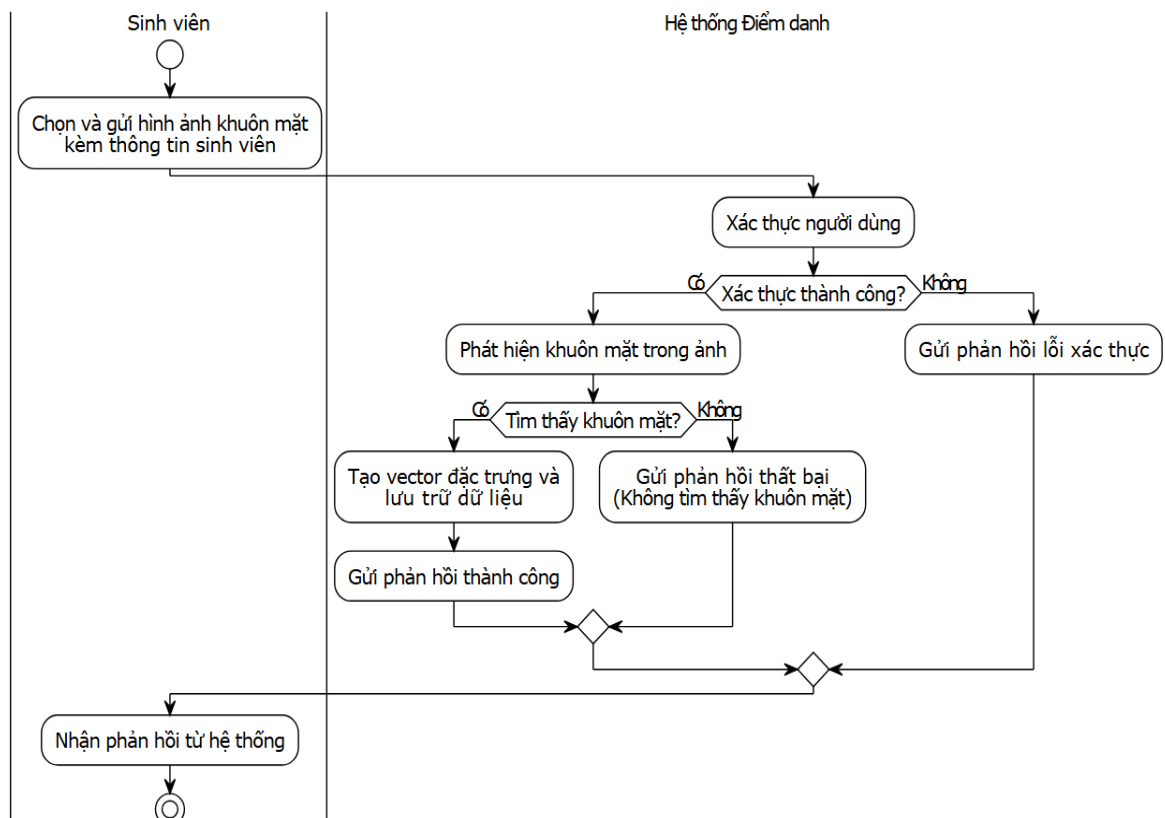 Sinh viên
Hệ thống Điểm danh
Chọn và gửi hình ảnh khuôn mặt
kèm thông tin sinh viên
Xác thực người dùng
Có
Xác thực thành công?
Không
Phát hiện khuôn mặt trong ảnh
Gửi phản hồi lỗi xác thực
Có
Tìm thấy khuôn mặt?
Không
Tạo vector đặc trưng và
lưu trữ dữ liệu
Gửi phản hồi thất bại
(Không tìm thấy khuôn mặt)
Gửi phản hồi thành công
Nhận phản hồi từ hệ thống